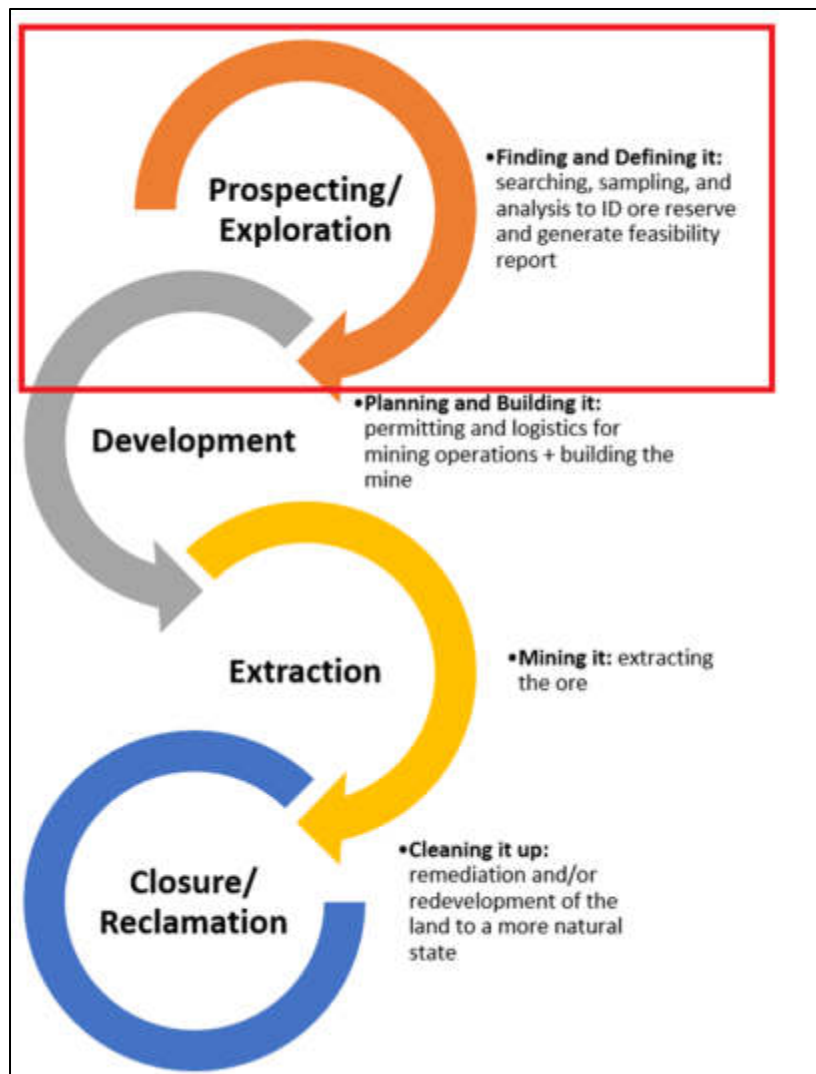 Prospecting/
Exploration
•Finding and Defining it:
searching, sampling, and
analysis to ID ore reserve
and generate feasibility
report
Development
•Planning and Building it:
permitting and logistics for
mining operations + building the
mine
Extraction
•Mining it: extracting
the ore
Closure/
Reclamation
•Cleaning it up:
remediation and/or
redevelopment of the
land to a more natural
state